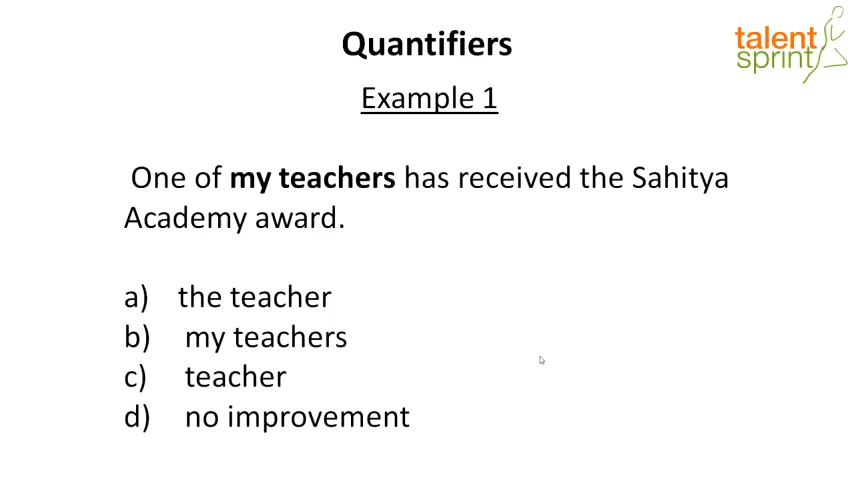 Quantifiers
talent
sprint
Example 1
One of my teachers has received the Sahitya
Academy award.
a) the teacher
b) my teachers
c) teacher
d) no improvement